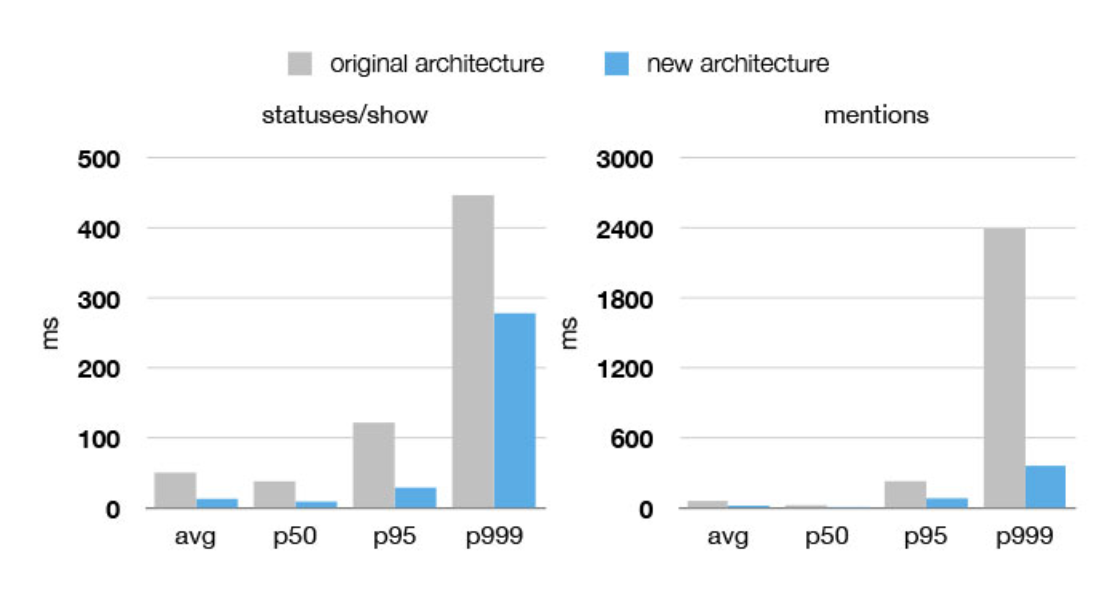 original architecture
new architecture
statuses/show
500
400
300
200
100
0
ms
avg
p50
p95
p999
mentions
3000
2400
1800
1200
600
0
ms
avg
p50
p95
p999